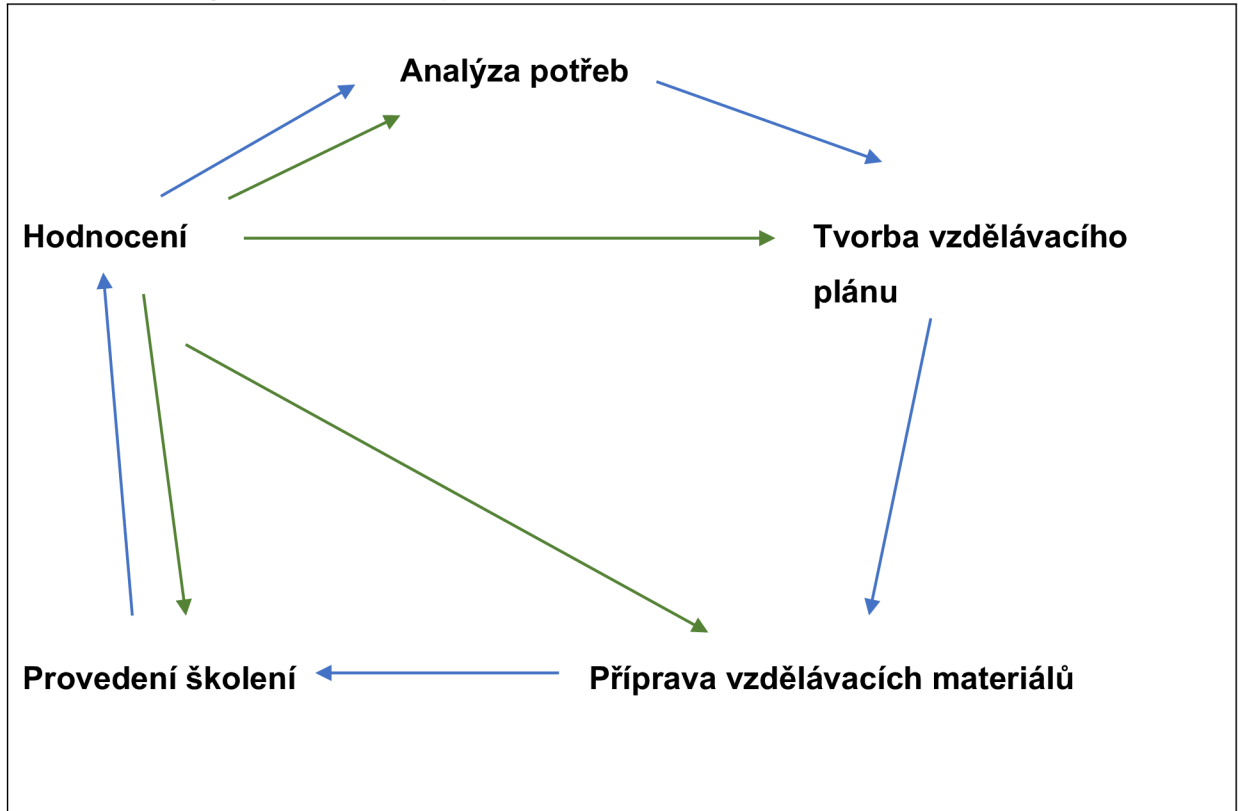 Analýza potřeb
Hodnocení
Tvorba vzdělávacího
plánu
Provedení školení
Příprava vzdělávacích materiálů